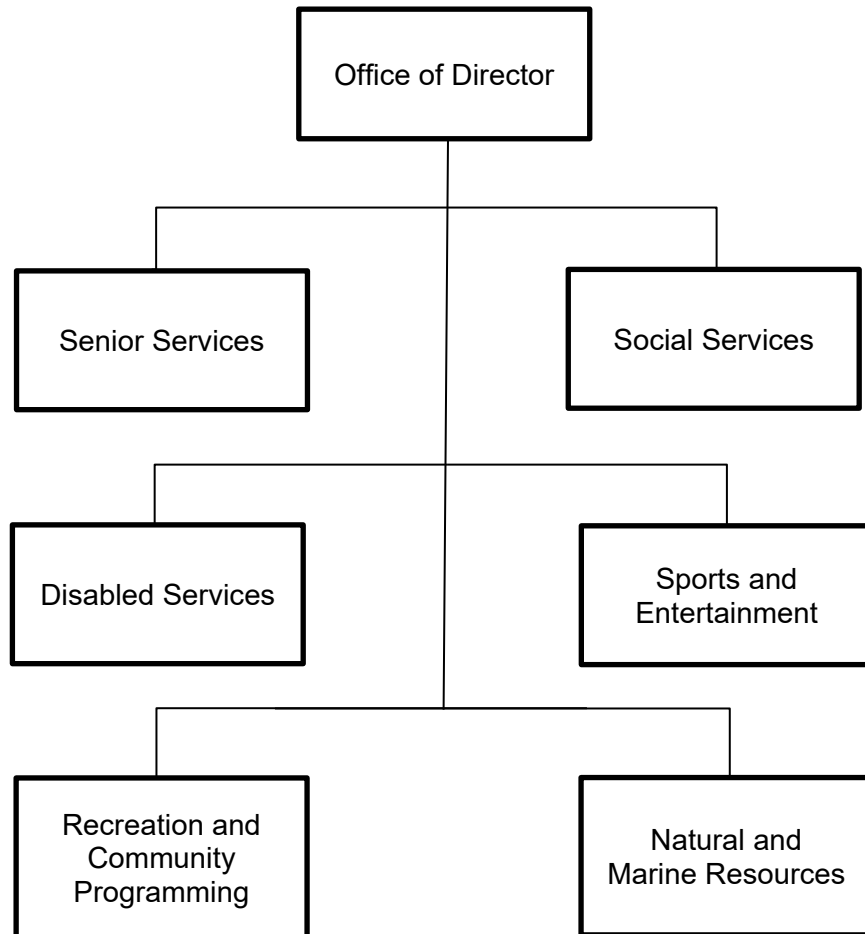 Office of Director
Senior Services
Social Services
Disabled Services
Sports and
Entertainment
Recreation and
Community
Programming
Natural and
Marine Resources